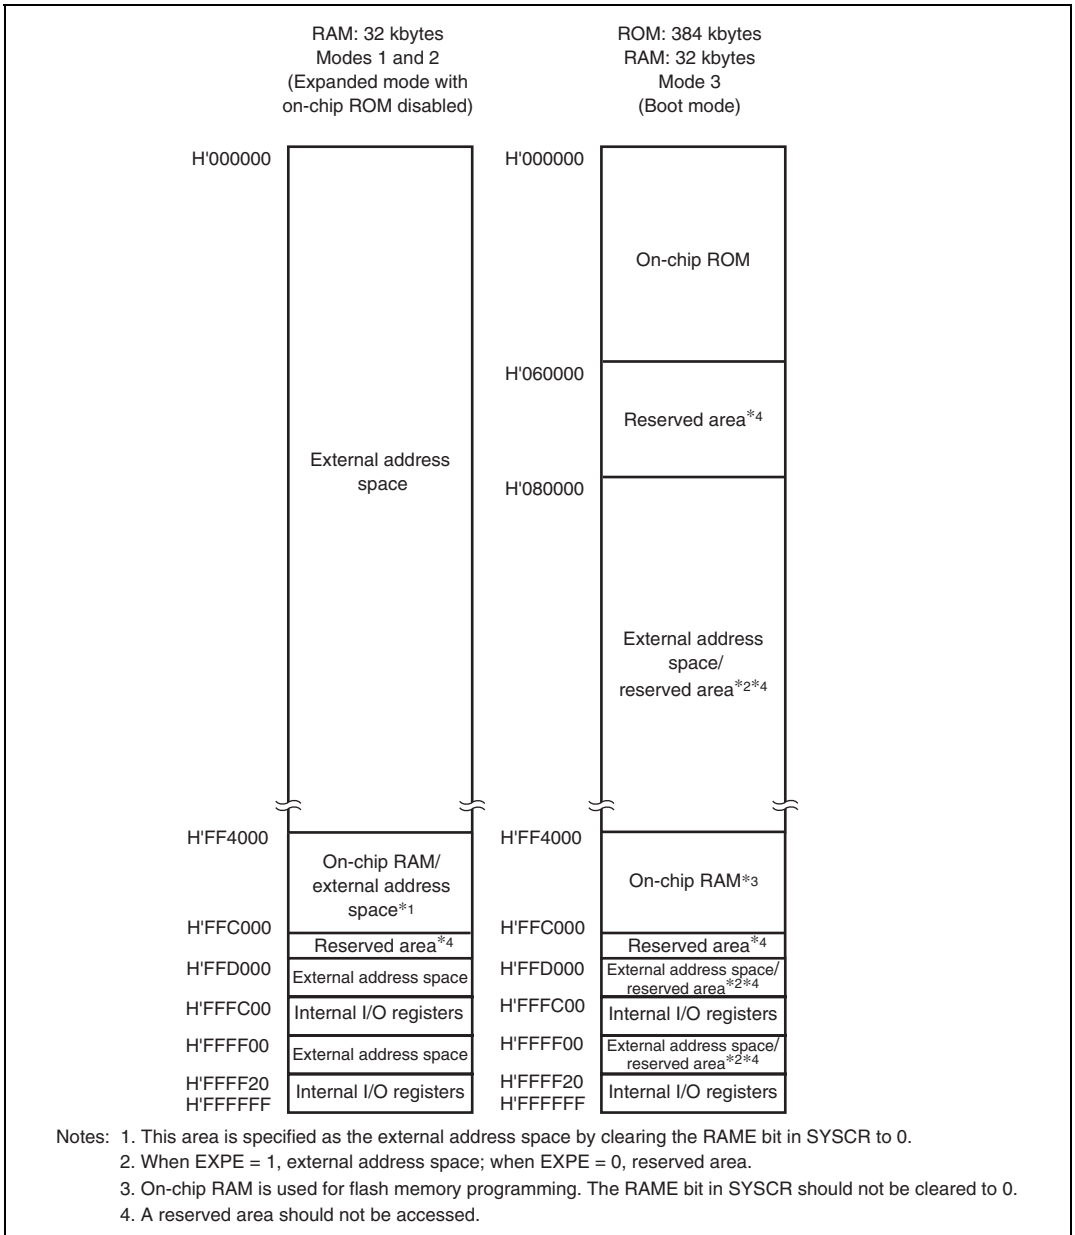 RAM: 32 kbytes
Modes 1 and 2
(Expanded mode with
on-chip ROM disabled)
ROM: 384 kbytes
RAM: 32 kbytes
Mode 3
(Boot mode)
H'000000
External address
space
H'FF4000
On-chip RAM/
external address
space*1
H'FFC000
Reserved area*4
H'FFD000
External address space
H'FFFC00
Internal I/O registers
H'FFFF00
External address space
H'FFFF20
Internal I/O registers
H'FFFFFF
H'000000
On-chip ROM
H'060000
Reserved area*4
H'080000
External address
space/
reserved area*2*4
H'FF4000
On-chip RAM*3
H'FFC000
Reserved area*4
H'FFD000
External address space/
reserved area*2*4
H'FFFC00
Internal I/O registers
H'FFFF00
External address space/
reserved area*2*4
H'FFFF20
Internal I/O registers
H'FFFFFF
Notes: 1. This area is specified as the external address space by clearing the RAME bit in SYSCR to 0.
2. When EXPE = 1, external address space; when EXPE = 0, reserved area.
3. On-chip RAM is used for flash memory programming. The RAME bit in SYSCR should not be cleared to 0.
4. A reserved area should not be accessed.